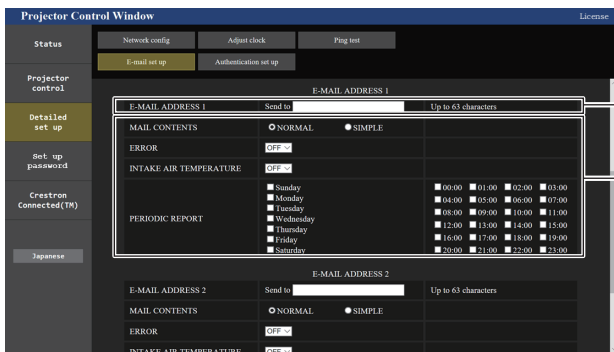 Projector Control Window
License
Status
Network config Adjust clock Ping test
E-mail set up Authentication set up
Projector
control
Detailed
set up
Set up
password
Crestron
Connected(TM)
Japanese
E-MAIL ADDRESS 1
E-MAIL ADDRESS 1 Send to Up to 63 characters
MAIL CONTENTS NORMAL SIMPLE
ERROR OFF
INTAKE AIR TEMPERATURE OFF
PERIODIC REPORT
Sunday
Monday
Tuesday
Wednesday
Thursday
Friday
Saturday
00:00 01:00 02:00 03:00
04:00 05:00 06:00 07:00
08:00 09:00 10:00 11:00
12:00 13:00 14:00 15:00
16:00 17:00 18:00 19:00
20:00 21:00 22:00 23:00
E-MAIL ADDRESS 2
E-MAIL ADDRESS 2 Send to Up to 63 characters
MAIL CONTENTS NORMAL SIMPLE
ERROR OFF
INTAKE AIR TEMPERATURE OFF